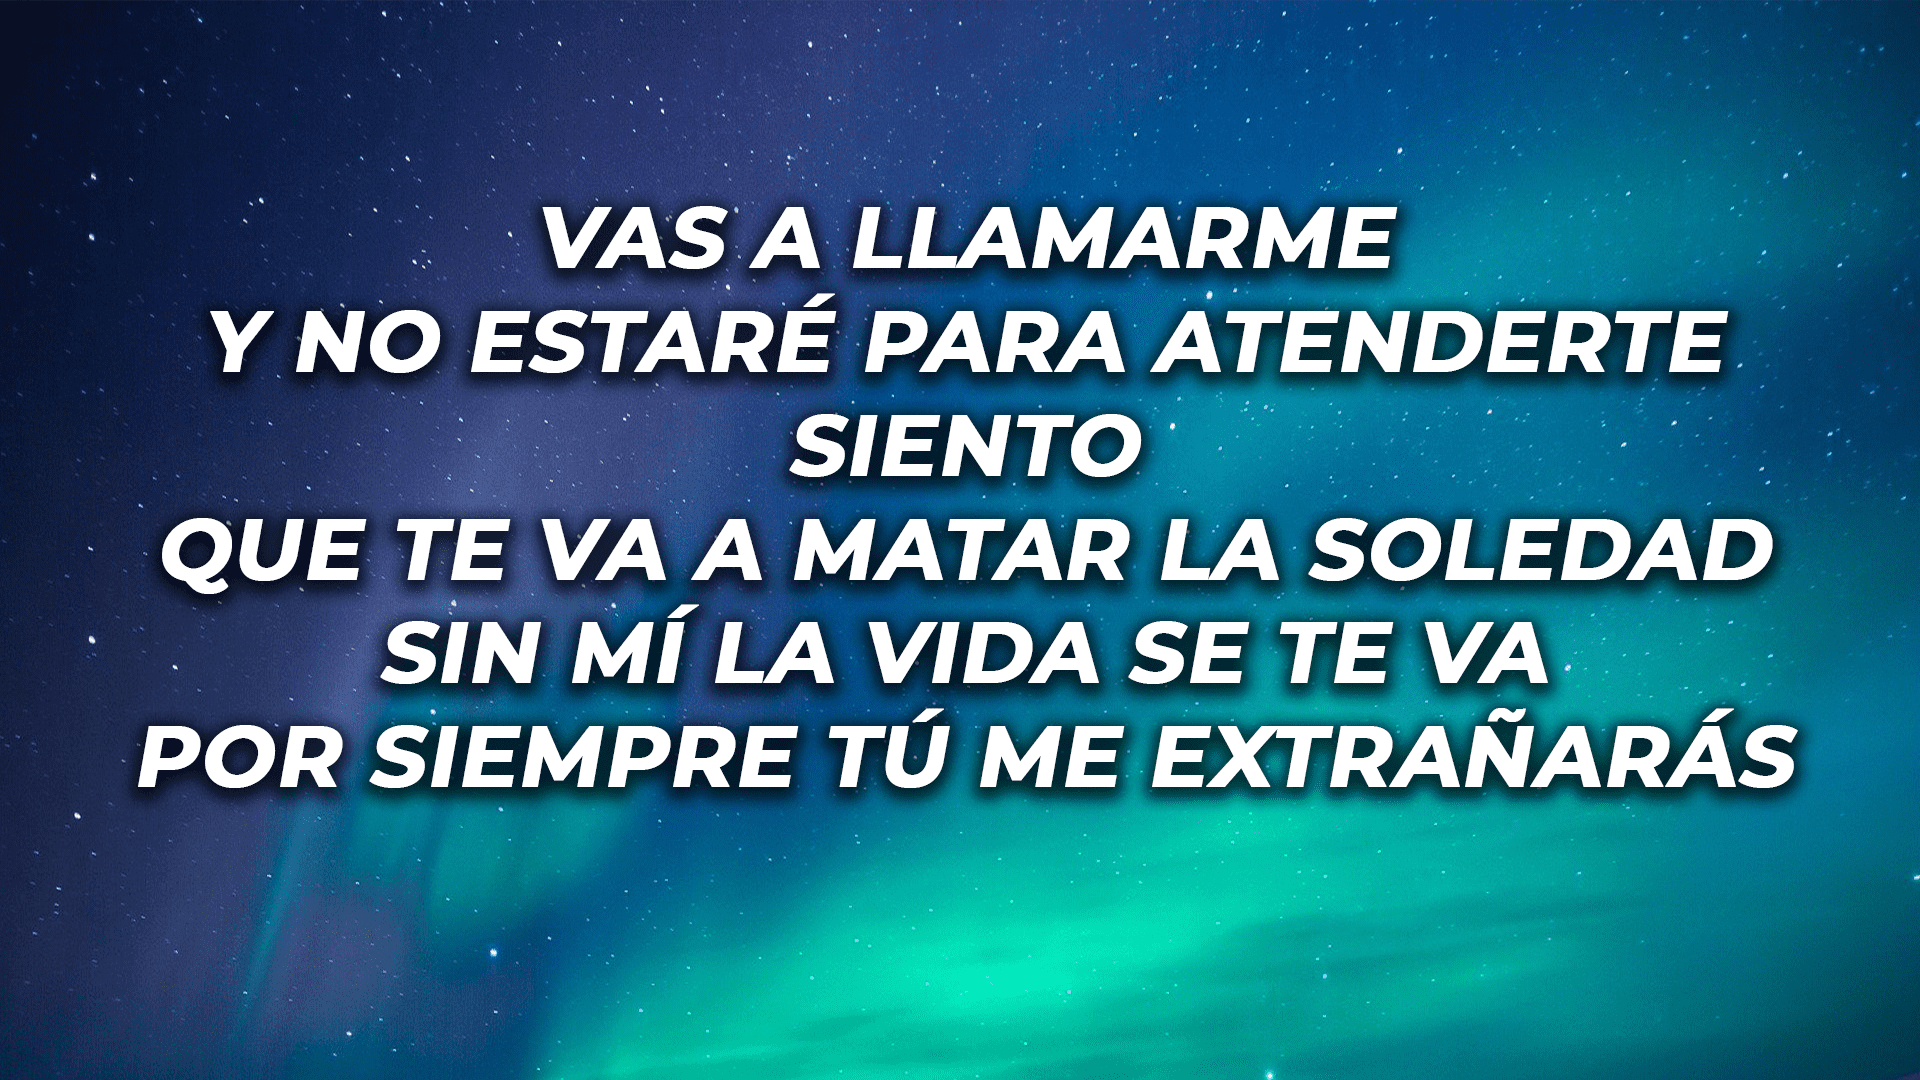 VAS A LLAMARME
Y NO ESTARÉ PARA ATENDERTE
SIENTO
QUE TE VA A MATAR LA SOLEDAD
SIN MÍ LA VIDA SE TE VA
POR SIEMPRE TÚ ME EXTRAÑARÁS